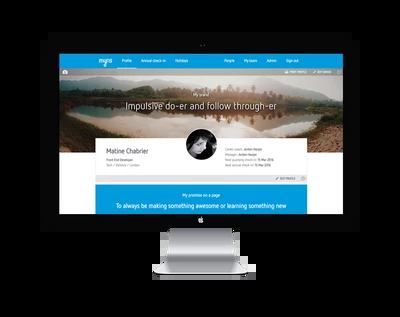 myris
Profile Annual check-in Holidays People My team Admin Sign out
PRINT PROFILE EDIT IMAGE
My brand
Impulsive do-er and follow through-er
Matine Chabrier
Front End Developer
Tech / Delivery / London
Career coach: Jordan Harper
Manager: Jordan Harper
Next quarterly check-in: 15 Mar 2016
Next annual check-in: 15 Mar 2016
EDIT PROFILE
My promise on a page
To always be making something awesome or learning something new